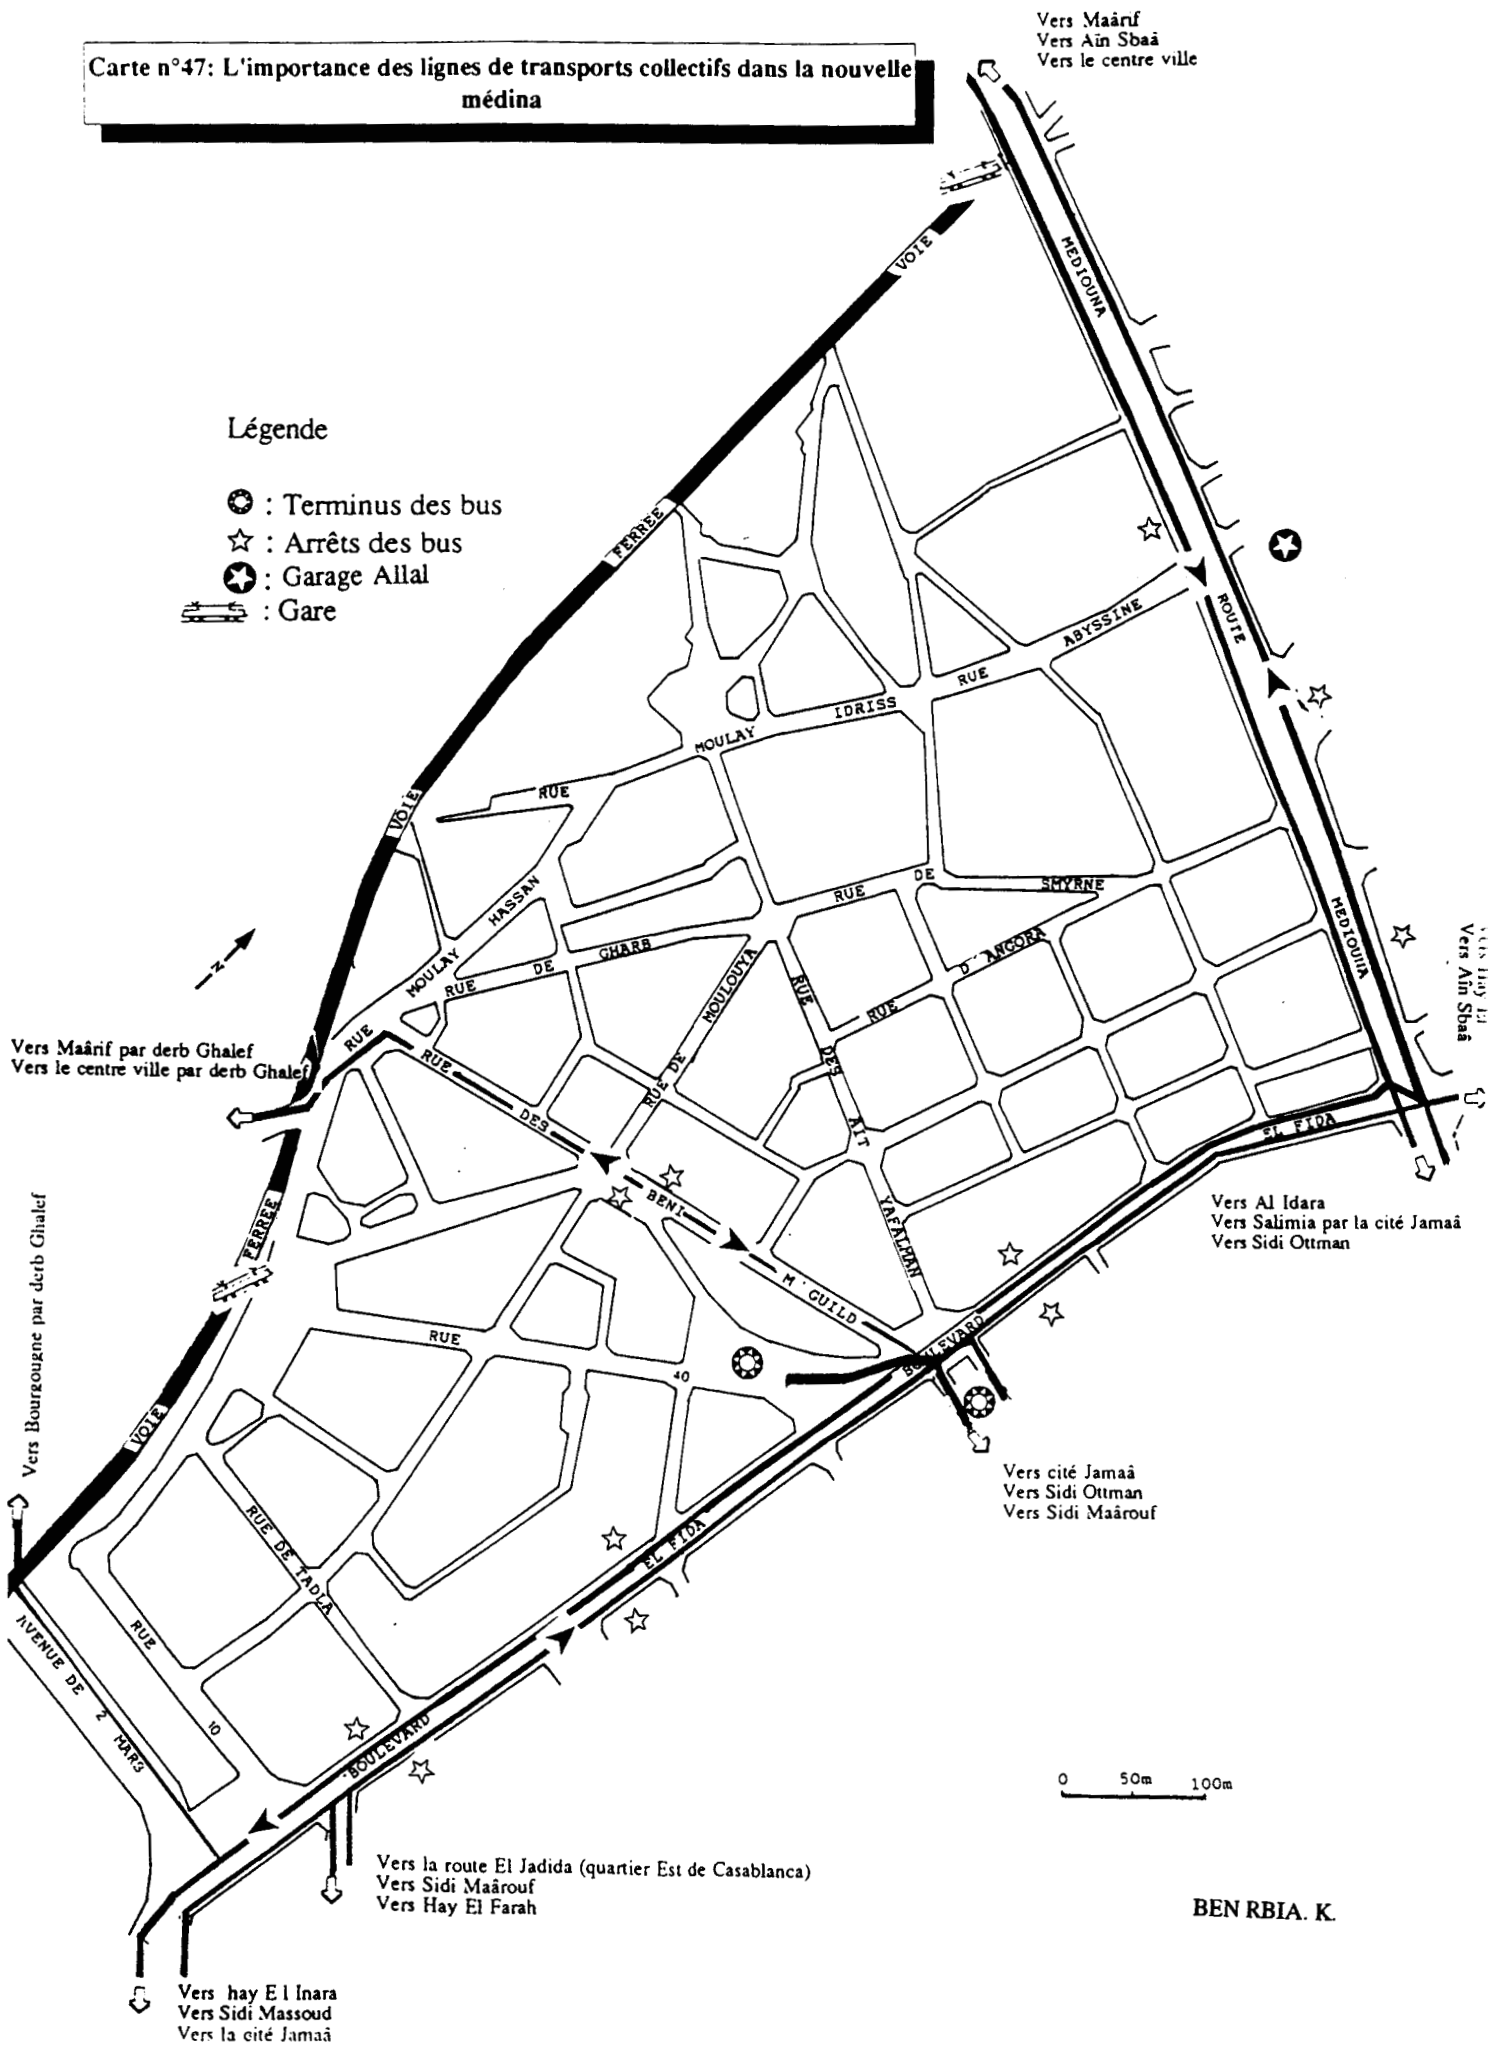 Vers Maârif
Vers Aïn Sbaâ
Vers le centre ville
Carte n°47: L'importance des lignes de transports collectifs dans la nouvelle
médina
VOIE
MEDIOUNA
Légende
: Terminus des bus
: Arrêts des bus
: Garage Allal
: Gare
FERREE
ROUTE
RUE ABYSSINE
RUE MOULAY IDRISS
VOIE
RUE DE SMYRNE
MEDIOUNA
RUE MOULAY HASSAN
RUE DE GHARB
RUE D'ANGORA
RUE DE MOULOUYA
RUE DES AIT YAFALMAN
N
Vers Aîn Sbaâ
Vers Maârif par derb Ghalef
Vers le centre ville par derb Ghalef
RUE DES BENI M'GUILD
EL FIDA
Vers Al Idara
Vers Salimia par la cité Jamaâ
Vers Sidi Ottman
FERREE
Vers Bourgougne par derb Ghalef
RUE 40
BOULEVARD
VOIE
Vers cité Jamaâ
Vers Sidi Ottman
Vers Sidi Maârouf
RUE DE TADLA
EL FIDA
AVENUE DE 2 MARS
RUE 10
BOULEVARD
0 50m 100m
Vers la route El Jadida (quartier Est de Casablanca)
Vers Sidi Maârouf
Vers Hay El Farah
BEN RBIA. K.
Vers hay E l Inara
Vers Sidi Massoud
Vers la cité Jamaâ